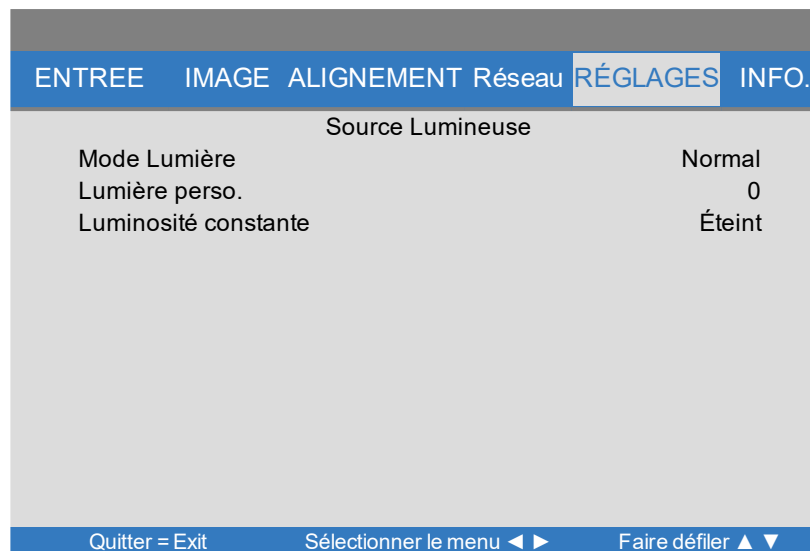 ENTREE IMAGE ALIGNEMENT Réseau RÉGLAGES INFO.
Source Lumineuse
Mode Lumière Normal
Lumière perso. 0
Luminosité constante Éteint
Quitter = Exit Sélectionner le menu ◄ ► Faire défiler ▲ ▼